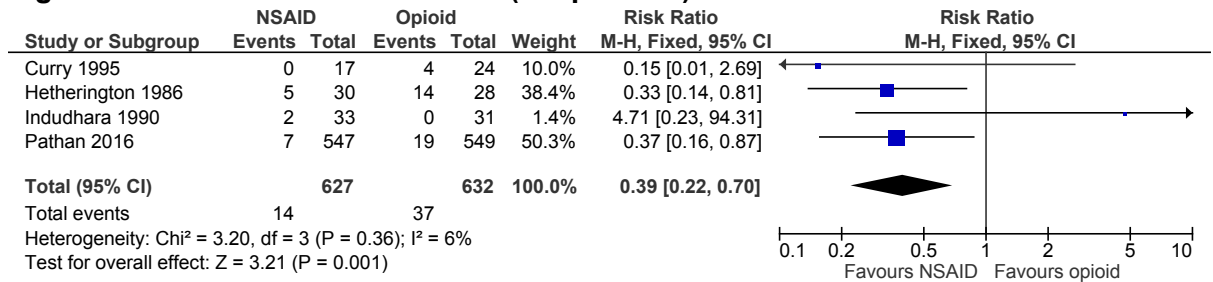 NSAID Opioid Risk Ratio Risk Ratio
Study or Subgroup Events Total Events Total Weight M-H, Fixed, 95% CI M-H, Fixed, 95% CI
Curry 1995 0 17 4 24 10.0% 0.15 [0.01, 2.69]
Hetherington 1986 5 30 14 28 38.4% 0.33 [0.14, 0.81]
Indudhara 1990 2 33 0 31 1.4% 4.71 [0.23, 94.31]
Pathan 2016 7 547 19 549 50.3% 0.37 [0.16, 0.87]
Total (95% CI) 627 632 100.0% 0.39 [0.22, 0.70]
Total events 14 37
Heterogeneity: Chi² = 3.20, df = 3 (P = 0.36); I² = 6%
Test for overall effect: Z = 3.21 (P = 0.001)
0.1 0.2 0.5 1 2 5 10
Favours NSAID Favours opioid